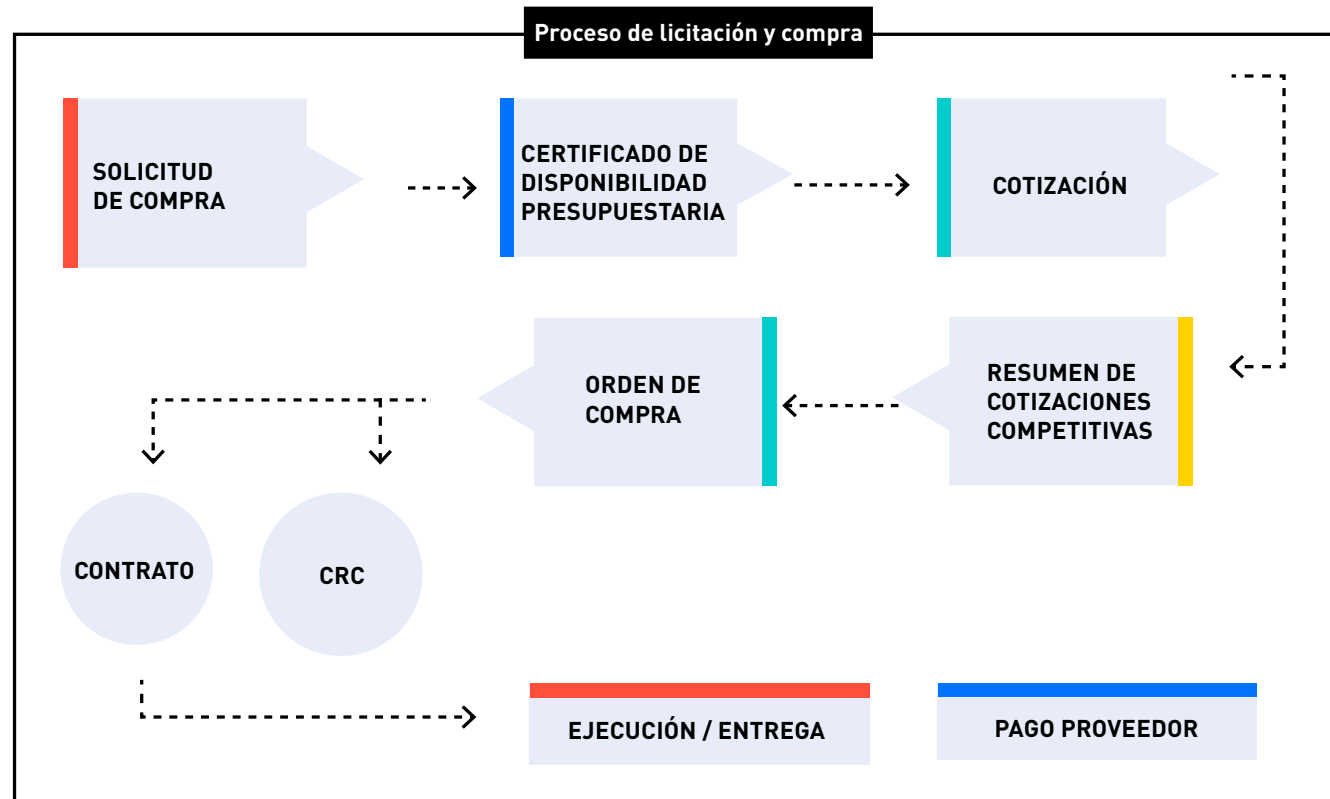 Proceso de licitación y compra
SOLICITUD
DE COMPRA
CERTIFICADO DE
DISPONIBILIDAD
PRESUPUESTARIA
COTIZACIÓN
RESUMEN DE
COTIZACIONES
COMPETITIVAS
ORDEN DE
COMPRA
CONTRATO
CRC
EJECUCIÓN / ENTREGA
PAGO PROVEEDOR